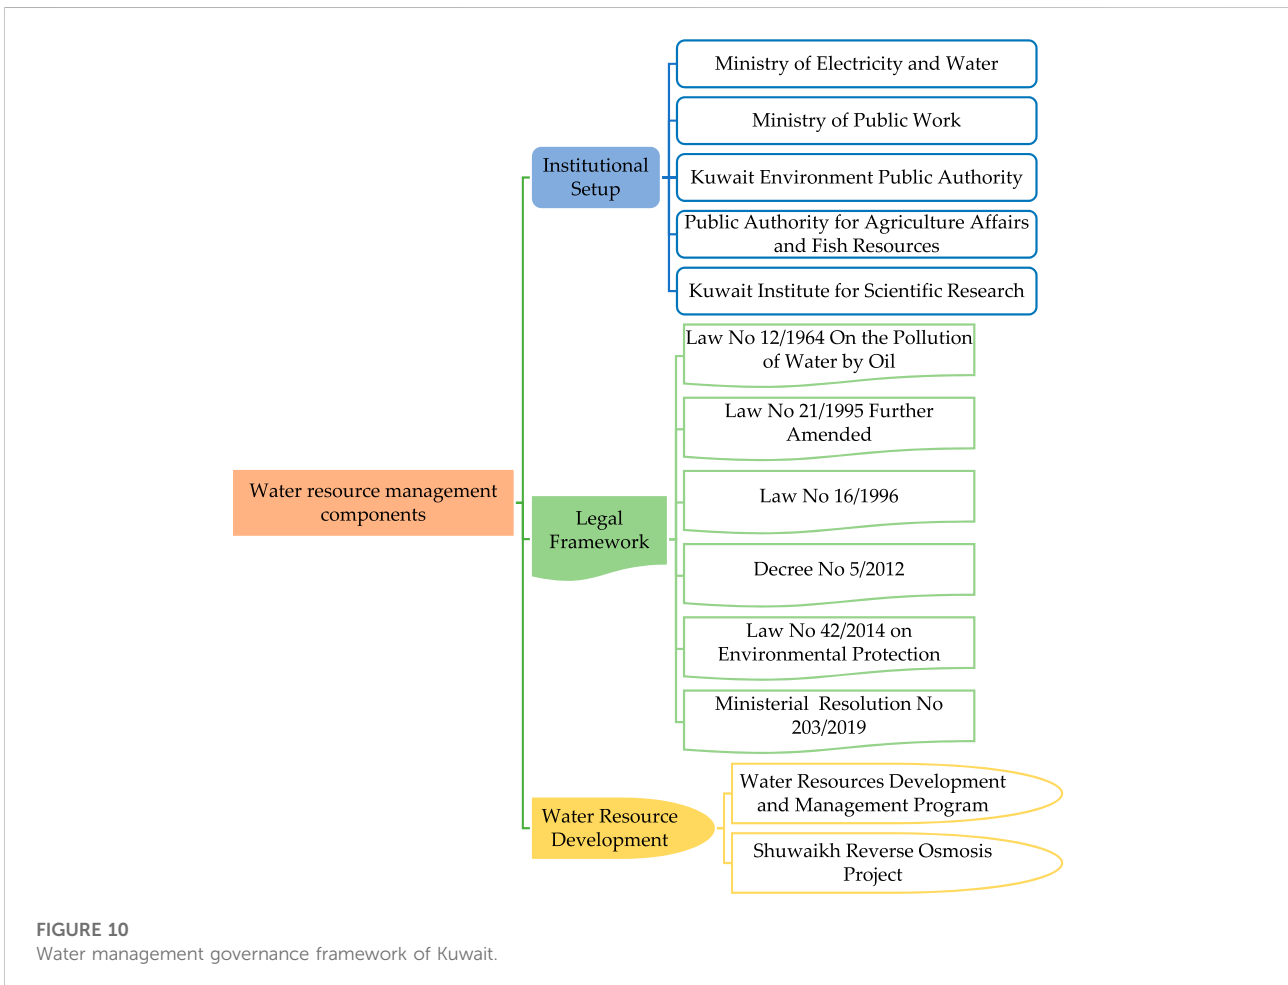 Ministry of Electricity and Water
Ministry of Public Work
Institutional
Setup
Kuwait Environment Public Authority
Public Authority for Agriculture Affairs
and Fish Resources
Kuwait Institute for Scientific Research
Law No 12/1964 On the Pollution
of Water by Oil
Law No 21/1995 Further
Amended
Water resource management
components
Legal
Framework
Law No 16/1996
Decree No 5/2012
Law No 42/2014 on
Environmental Protection
Ministerial  Resolution No
203/2019
Water Resource
Development
Water Resources Development
and Management Program
Shuwaikh Reverse Osmosis
Project
FIGURE 10
Water management governance framework of Kuwait.